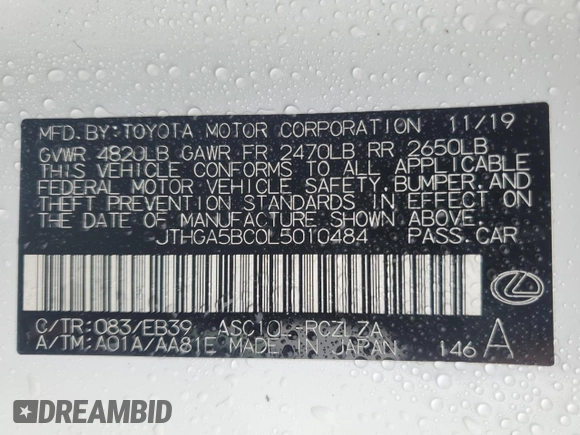 MFD. BY: TOYOTA MOTOR CORPORATION 11/19
GVWR 4820LB GAWR FR 2470LB RR 2650LB
THIS VEHICLE CONFORMS TO ALL APPLICABLE
FEDERAL MOTOR VEHICLE SAFETY, BUMPER, AND
THEFT PREVENTION STANDARDS IN EFFECT ON
THE DATE OF MANUFACTURE SHOWN ABOVE.
JTHGA5BC0L5010484 PASS. CAR
C/TR: 083/EB39 ASC10L-RCZLZA
A/TM: A01A/AA81E MADE IN JAPAN 146 A
DREAMBID